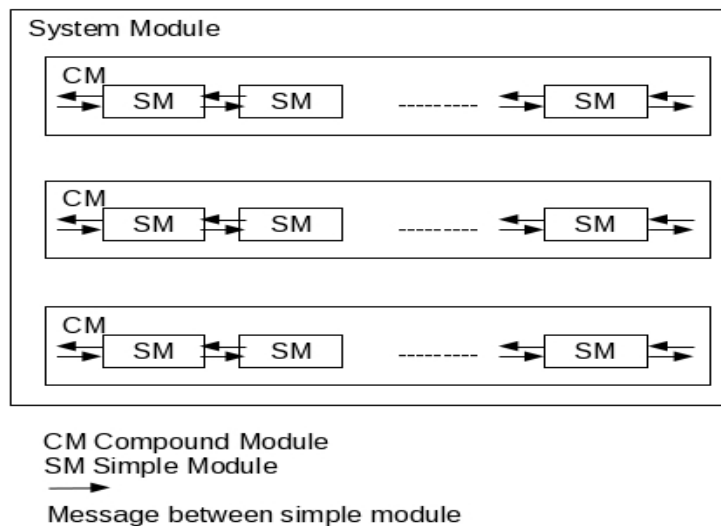 System Module
CM
SM SM --------- SM
CM
SM SM --------- SM
CM
SM SM --------- SM
CM Compound Module
SM Simple Module
Message between simple module